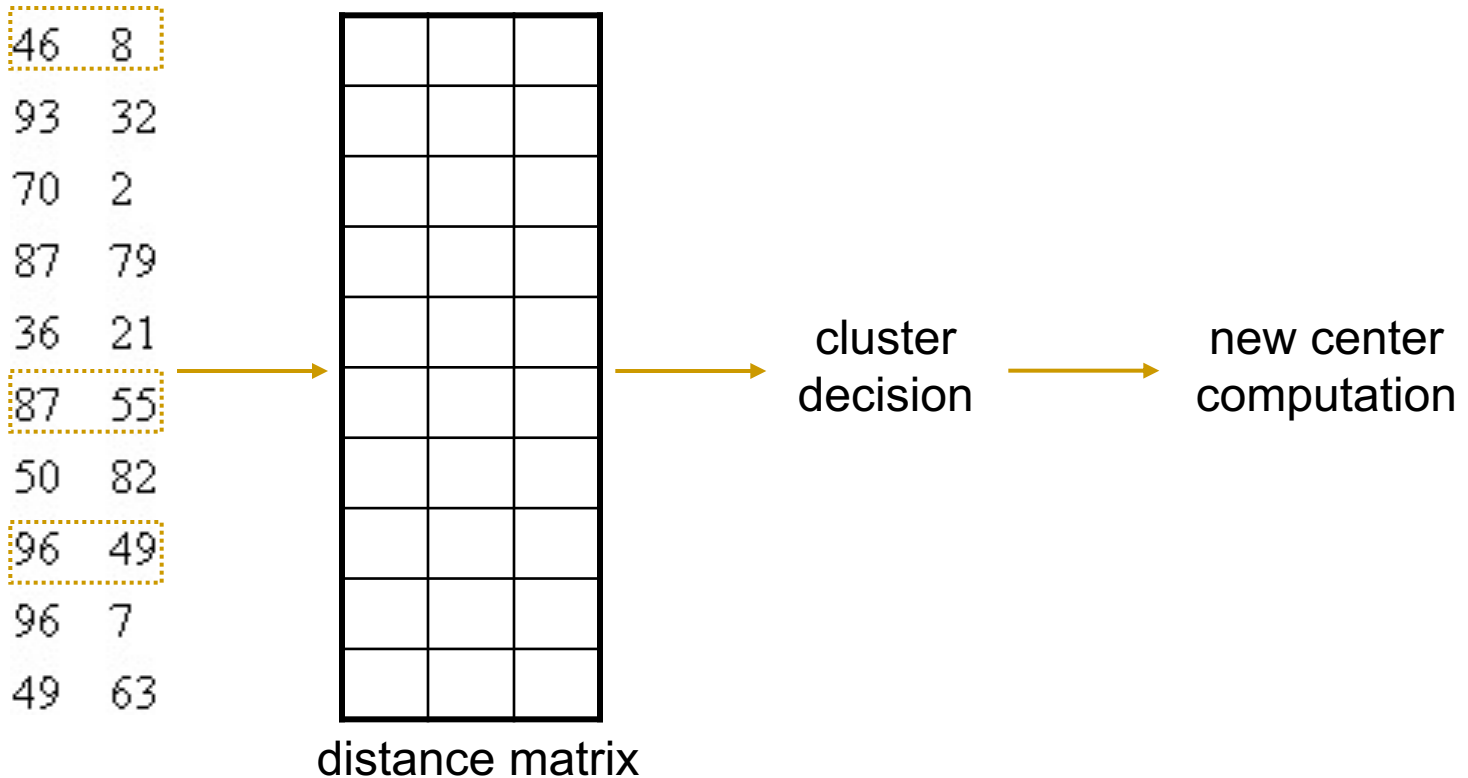 46 8
93 32
70 2
87 79
36 21
87 55
50 82
96 49
96 7
49 63
distance matrix
cluster
decision
new center
computation